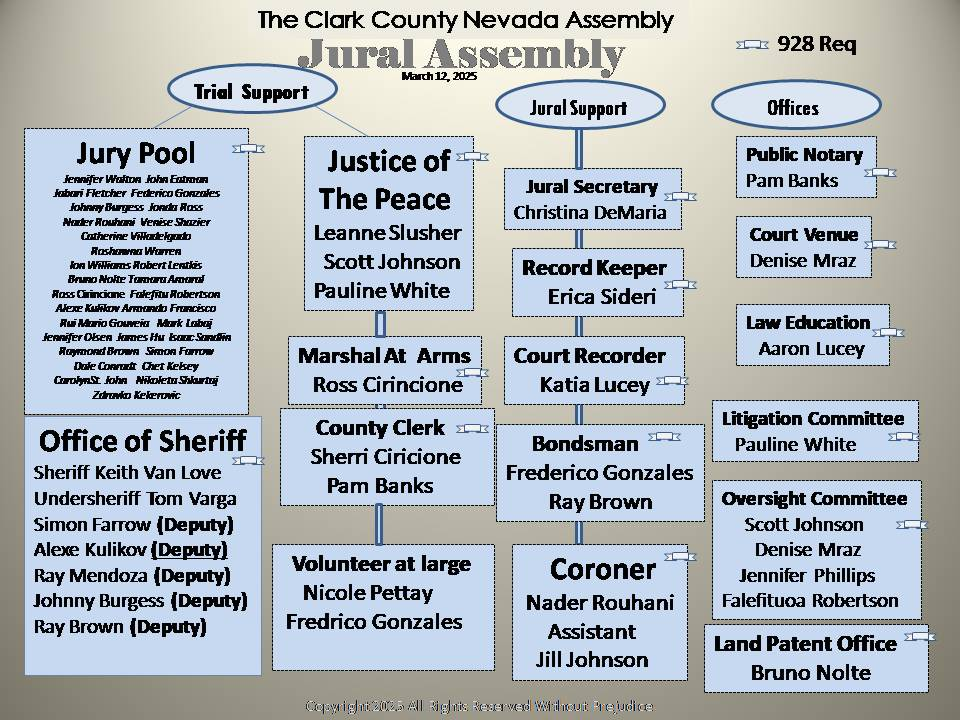 The Clark County Nevada Assembly
Jural Assembly
March 12, 2025
928 Req
Trial Support
Jury Pool
Jennifer Walton John Eatman
Jabari Fletcher Federico Gonzales
Johnny Burgess Jonda Ross
Nader Rouhani Venise Shazier
Catherine Villadelgado
Rashawna Warren
Ion Williams Robert Lentkis
Bruno Nolte Tamara Amaral
Ross Cirincione Falefitu Robertson
Alexe Kulikov Armando Francisco
Rui Mario Gouveia Mark Labaj
Jennifer Olsen James Hu Isaac Sandlin
Raymond Brown Simon Farrow
Dale Conradt Chet Kelsey
CarolynSt. John Nikoleta Shkurtaj
Zdravko Kekerovic
Office of Sheriff
Sheriff Keith Van Love
Undersheriff Tom Varga
Simon Farrow (Deputy)
Alexe Kulikov (Deputy)
Ray Mendoza (Deputy)
Johnny Burgess (Deputy)
Ray Brown (Deputy)
Justice of
The Peace
Leanne Slusher
Scott Johnson
Pauline White
Marshal At Arms
Ross Cirincione
County Clerk
Sherri Ciricione
Pam Banks
Volunteer at large
Nicole Pettay
Fredrico Gonzales
Jural Support
Jural Secretary
Christina DeMaria
Record Keeper
Erica Sideri
Court Recorder
Katia Lucey
Bondsman
Frederico Gonzales
Ray Brown
Coroner
Nader Rouhani
Assistant
Jill Johnson
Offices
Public Notary
Pam Banks
Court Venue
Denise Mraz
Law Education
Aaron Lucey
Litigation Committee
Pauline White
Oversight Committee
Scott Johnson
Denise Mraz
Jennifer Phillips
Falefituoa Robertson
Land Patent Office
Bruno Nolte
Copyright 2025 All Rights Reserved Without Prejudice